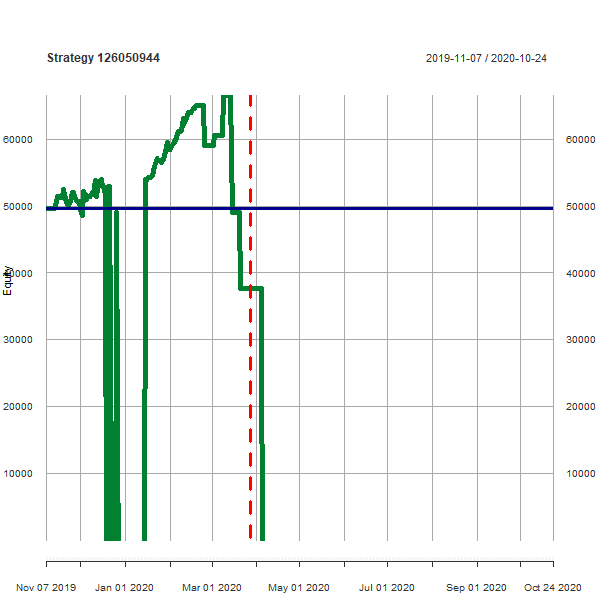 Strategy 126050944
2019-11-07 / 2020-10-24
60000
60000
50000
50000
40000
40000
Equity
30000
30000
20000
20000
10000
10000
Nov 07 2019
Jan 01 2020
Mar 01 2020
May 01 2020
Jul 01 2020
Sep 01 2020
Oct 24 2020